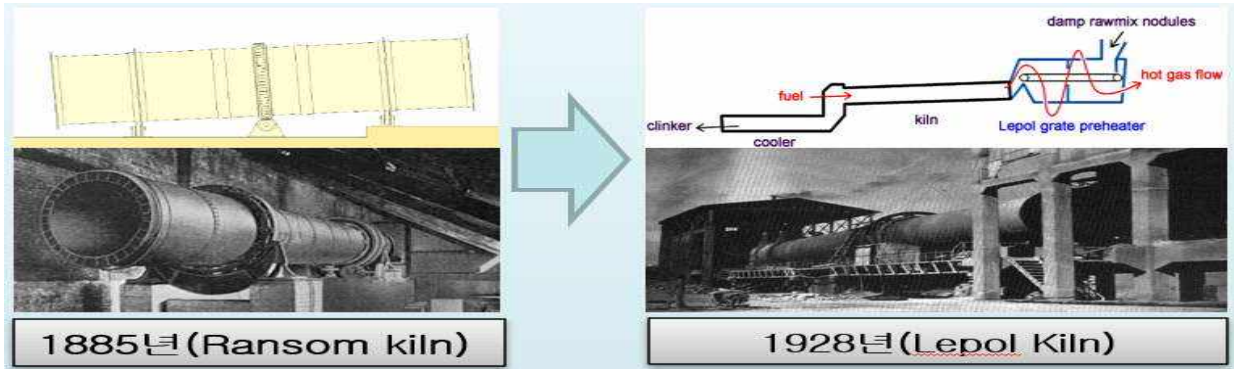 damp rawmix nodules
hot gas flow
fuel
kiln
Lepol grate preheater
clinker
cooler
1885년(Ransom kiln)
1928년(Lepol Kiln)